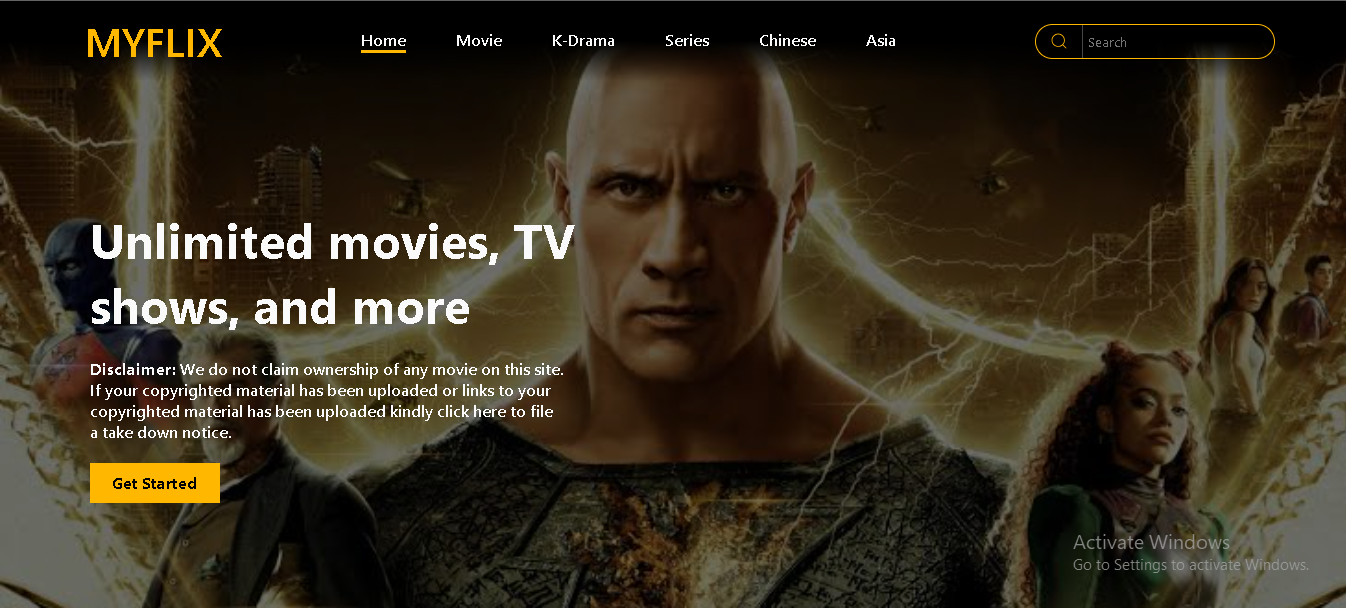 MYFLIX
Home Movie K-Drama Series Chinese Asia
Search
Unlimited movies, TV
shows, and more
Disclaimer: We do not claim ownership of any movie on this site.
If your copyrighted material has been uploaded or links to your
copyrighted material has been uploaded kindly click here to file
a take down notice.
Get Started
Activate Windows
Go to Settings to activate Windows.